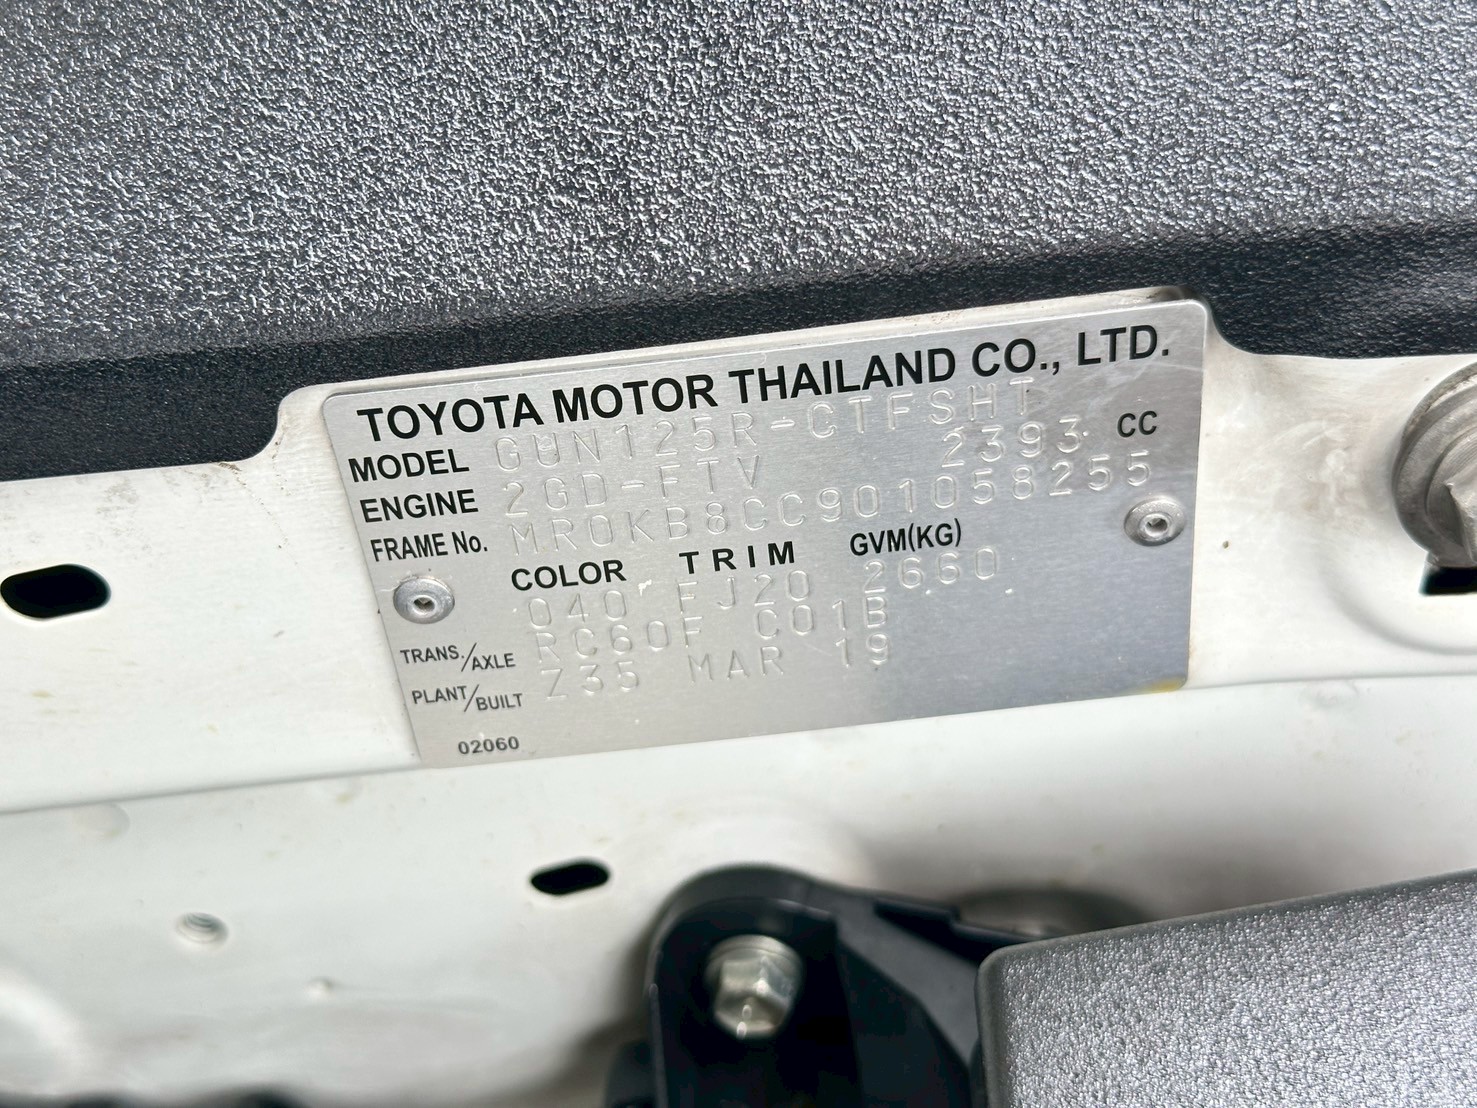 TOYOTA MOTOR THAILAND CO., LTD.
MODEL GUN125R-CTFSHT
ENGINE 2GD-FTV 2393 CC
FRAME No. MR0KB8CC901058255
COLOR TRIM GVM(KG)
040 FJ20 2660
TRANS./AXLE RC60F C01B
PLANT/BUILT Z35 MAR 19
02060